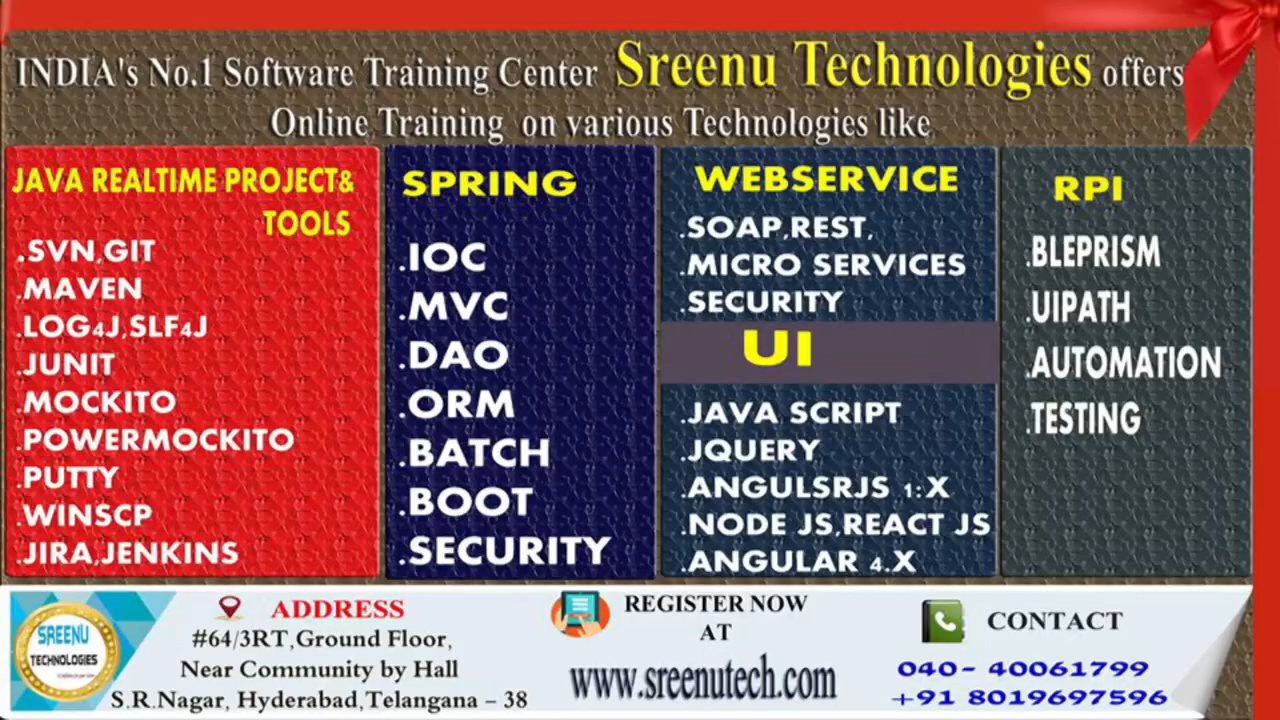 INDIA's No.1 Software Training Center Sreenu Technologies offers
Online Training on various Technologies like
JAVA REALTIME PROJECT&
TOOLS
.SVN,GIT
.MAVEN
.LOG4J,SLF4J
.JUNIT
.MOCKITO
.POWERMOCKITO
.PUTTY
.WINSCP
.JIRA,JENKINS
SPRING
.IOC
.MVC
.DAO
.ORM
.BATCH
.BOOT
.SECURITY
WEBSERVICE
.SOAP,REST,
.MICRO SERVICES
.SECURITY
UI
.JAVA SCRIPT
.JQUERY
.ANGULSRJS 1:X
.NODE JS,REACT JS
.ANGULAR 4.X
RPI
.BLEPRISM
.UIPATH
.AUTOMATION
.TESTING
SREENU
TECHNOLOGIES
ADDRESS
#64/3RT,Ground Floor,
Near Community by Hall
S.R.Nagar, Hyderabad,Telangana – 38
REGISTER NOW
AT
www.sreenutech.com
CONTACT
040- 40061799
+91 8019697596